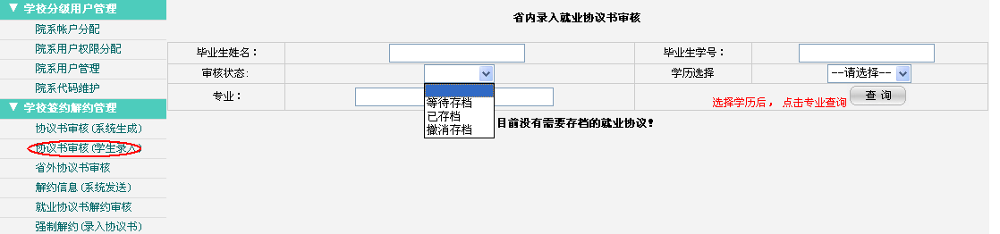 ▼ 学校分级用户管理
院系帐户分配
院系用户权限分配
院系用户管理
院系代码维护
▼ 学校签约解约管理
协议书审核(系统生成)
协议书审核(学生录入)
省外协议书审核
解约信息(系统发送)
就业协议书解约审核
强制解约(录入协议书)
省内录入就业协议书审核
毕业生姓名： 毕业生学号：
审核状态: 学历选择 --请选择--
专业： 选择学历后，点击专业查询 查 询
等待存档
已存档
撤消存档
目前没有需要存档的就业协议！